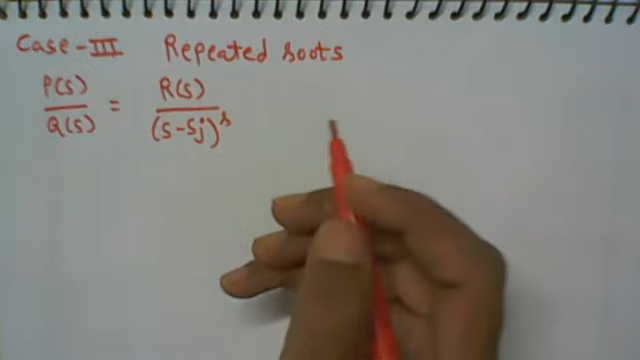 Case-III Repeated roots
P(s)/Q(s) = R(s)/(s-sj)^r